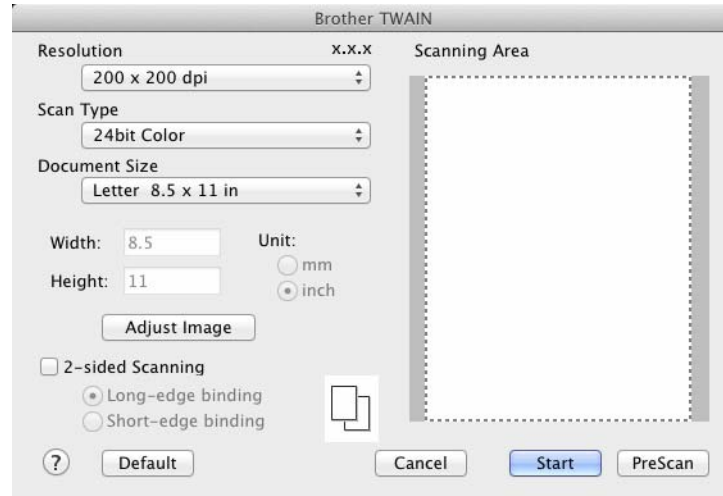 Brother TWAIN
Resolution x.x.x
200 x 200 dpi
Scan Type
24bit Color
Document Size
Letter 8.5 x 11 in
Width: 8.5
Height: 11
Unit:
mm
inch
Adjust Image
2-sided Scanning
Long-edge binding
Short-edge binding
Scanning Area
? Default Cancel Start PreScan